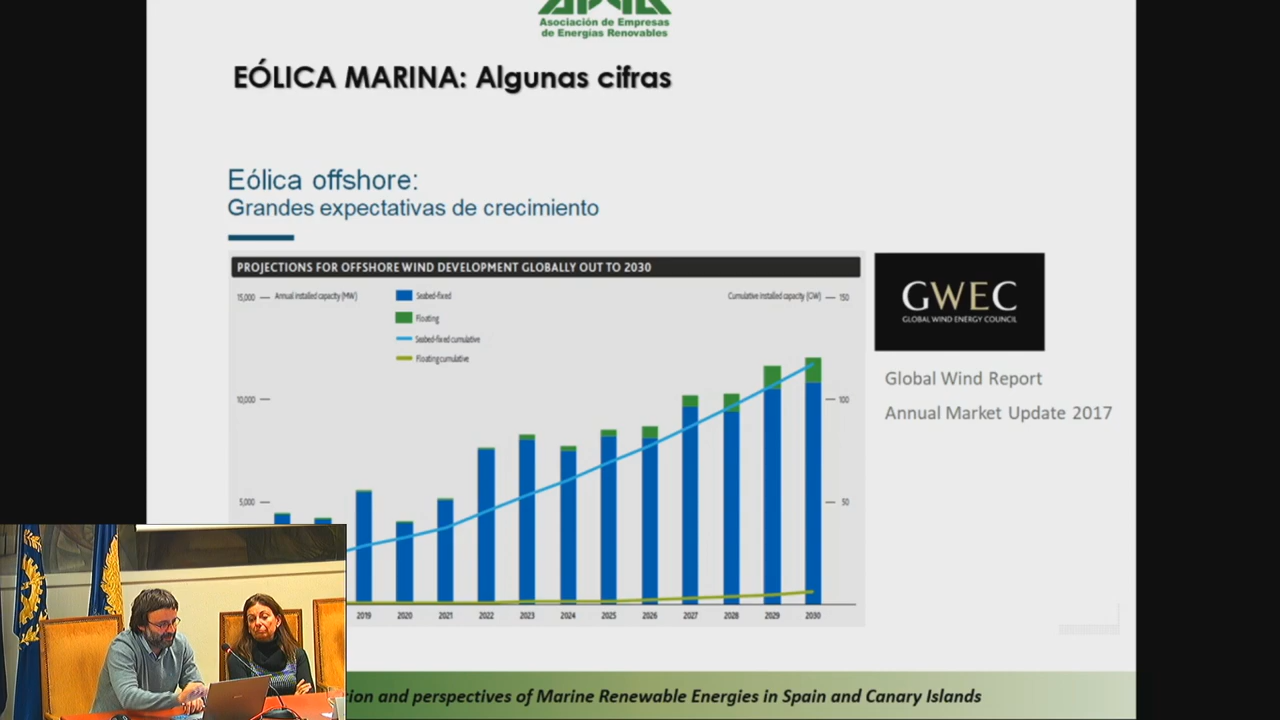 Asociación de Empresas
de Energías Renovables
EÓLICA MARINA: Algunas cifras
Eólica offshore:
Grandes expectativas de crecimiento
PROJECTIONS FOR OFFSHORE WIND DEVELOPMENT GLOBALLY OUT TO 2030
15,000
Annual installed capacity (MW)
Seabed-fixed
Floating
Seabed-fixed cumulative
Floating cumulative
Cumulative installed capacity (GW)
150
10,000
100
5,000
50
2019 2020 2021 2022 2023 2024 2025 2026 2027 2028 2029 2030
GWEC
GLOBAL WIND ENERGY COUNCIL
Global Wind Report
Annual Market Update 2017
and perspectives of Marine Renewable Energies in Spain and Canary Islands